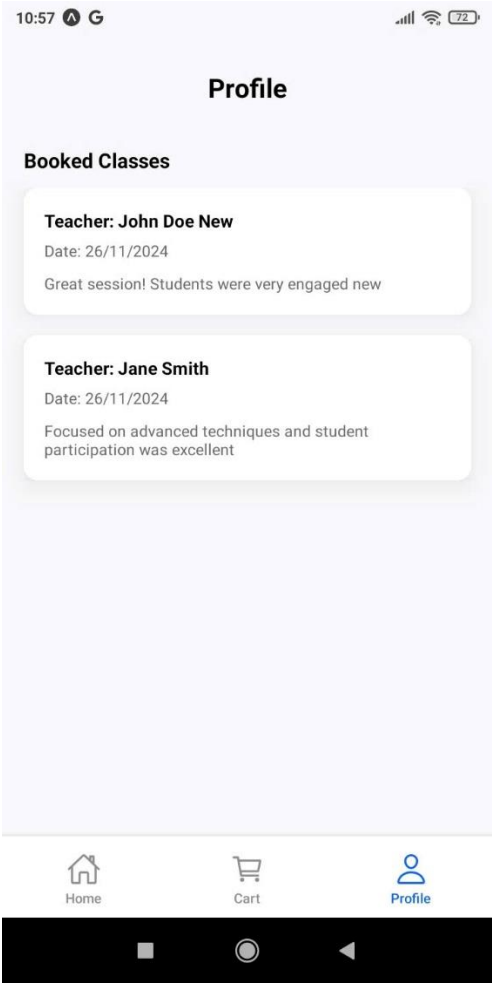 10:57 G 72
Profile
Booked Classes
Teacher: John Doe New
Date: 26/11/2024
Great session! Students were very engaged new
Teacher: Jane Smith
Date: 26/11/2024
Focused on advanced techniques and student
participation was excellent
Home Cart Profile